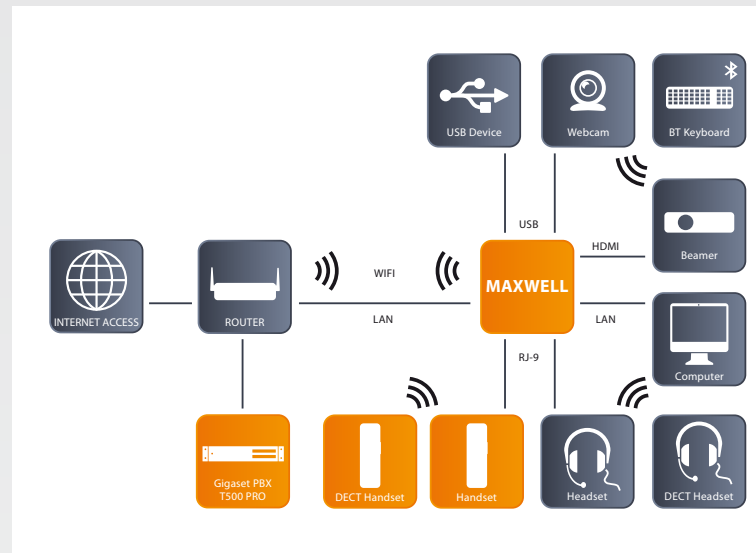 USB Device
Webcam
BT Keyboard
USB
HDMI
Beamer
INTERNET ACCESS
ROUTER
WIFI
LAN
MAXWELL
LAN
Computer
RJ-9
Gigaset PBX
T500 PRO
DECT Handset
Handset
Headset
DECT Headset